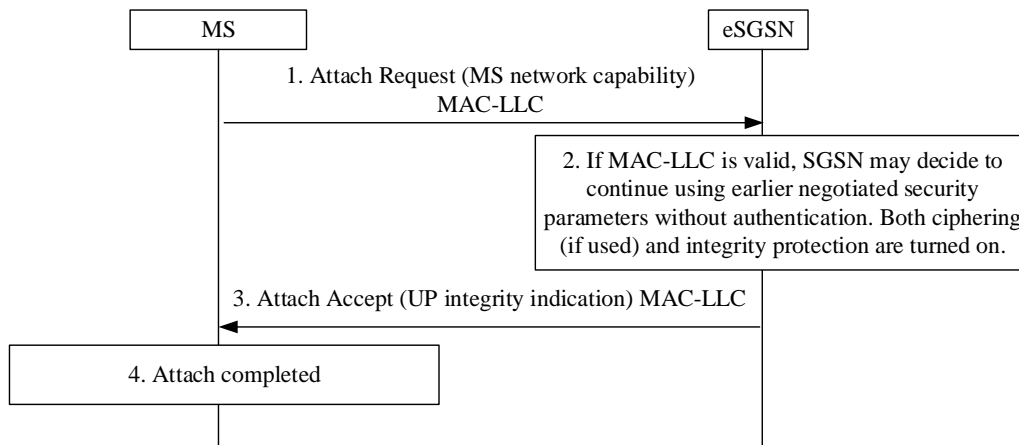 MS
eSGSN
1. Attach Request (MS network capability)
MAC-LLC
2. If MAC-LLC is valid, SGSN may decide to
continue using earlier negotiated security
parameters without authentication. Both ciphering
(if used) and integrity protection are turned on.
3. Attach Accept (UP integrity indication) MAC-LLC
4. Attach completed